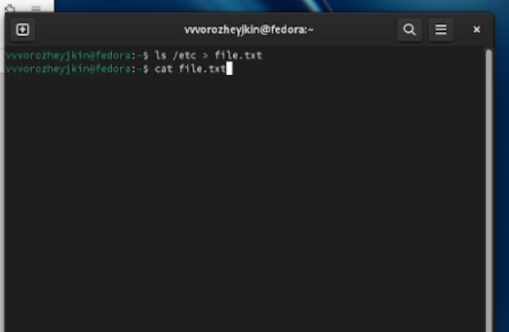 vvvorozheyjkin@fedora:~
vvvorozheyjkin@fedora:~$ ls /etc > file.txt
vvvorozheyjkin@fedora:~$ cat file.txt